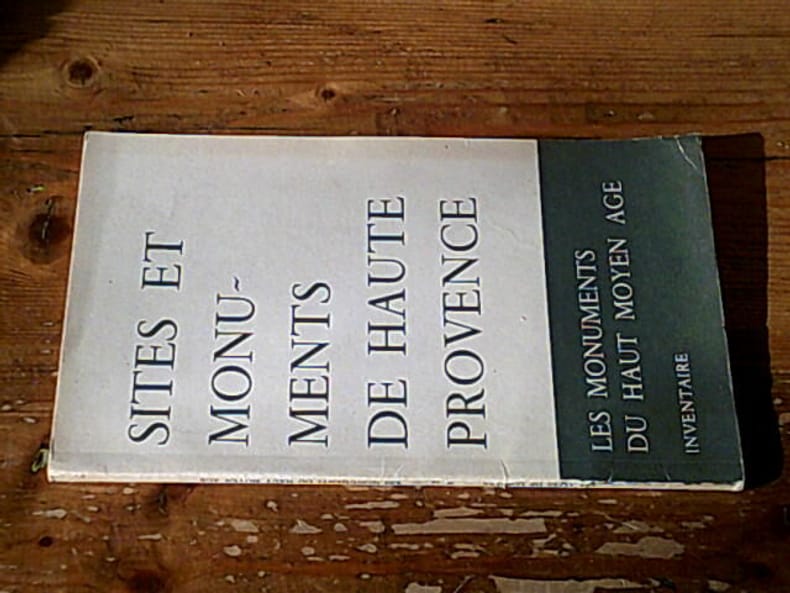 SITES ET
MONU~
MENTS
DE HAUTE
PROVENCE
LES MONUMENTS
DU HAUT MOYEN AGE
INVENTAIRE